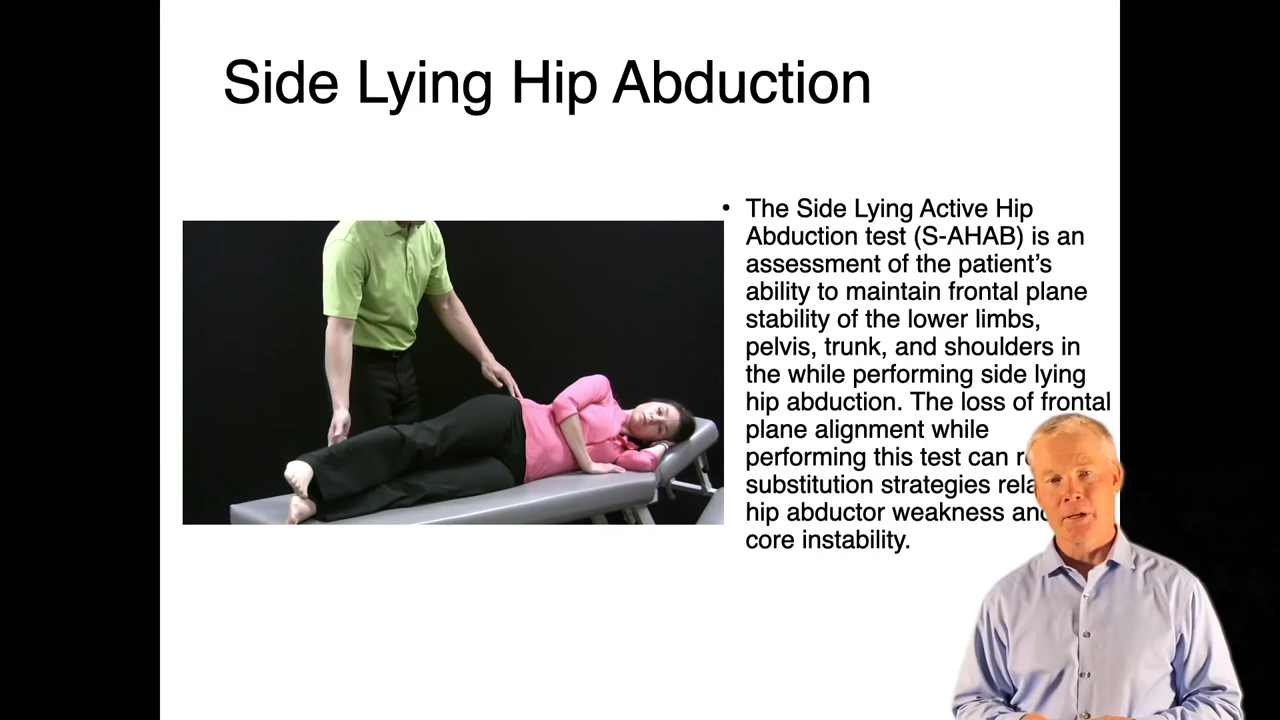 Side Lying Hip Abduction
• The Side Lying Active Hip
Abduction test (S-AHAB) is an
assessment of the patient’s
ability to maintain frontal plane
stability of the lower limbs,
pelvis, trunk, and shoulders in
the while performing side lying
hip abduction. The loss of frontal
plane alignment while
performing this test can
substitution strategies
hip abductor weakness and
core instability.